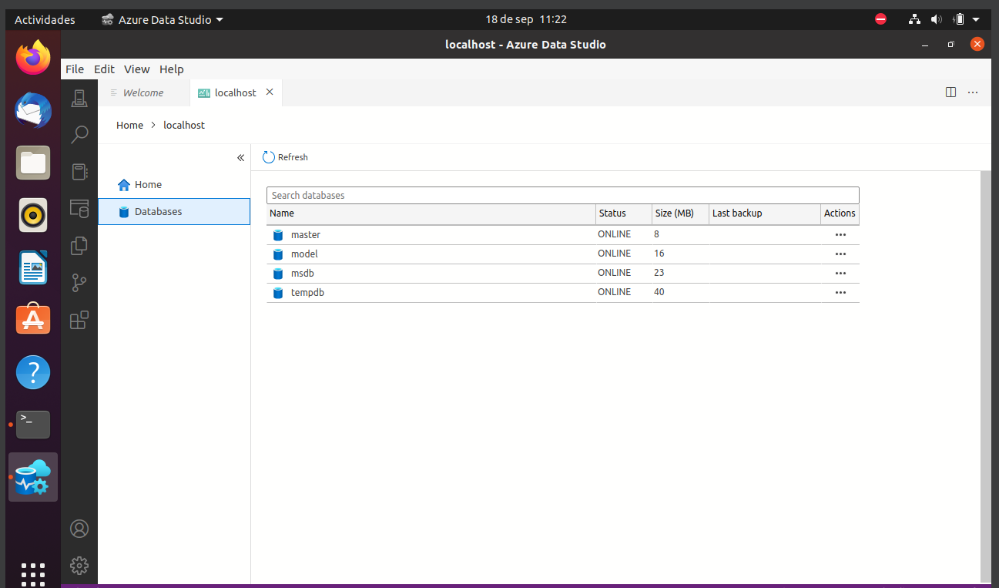 Actividades Azure Data Studio 18 de sep 11:22
localhost - Azure Data Studio
File Edit View Help
Welcome localhost
Home > localhost
Refresh
Home
Databases
Search databases
Name Status Size (MB) Last backup Actions
master ONLINE 8
model ONLINE 16
msdb ONLINE 23
tempdb ONLINE 40